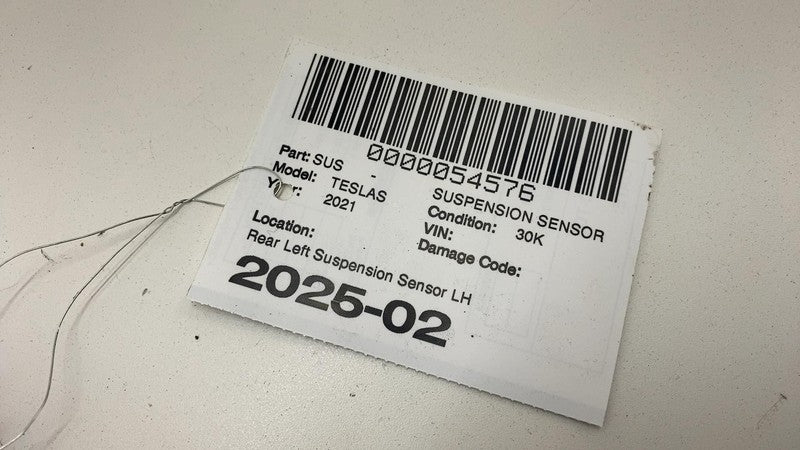 0000054576
Part: SUS - SUSPENSION SENSOR
Model: TESLAS Condition: 30K
Year: 2021 VIN:
Damage Code:
Location:
Rear Left Suspension Sensor LH
2025-02